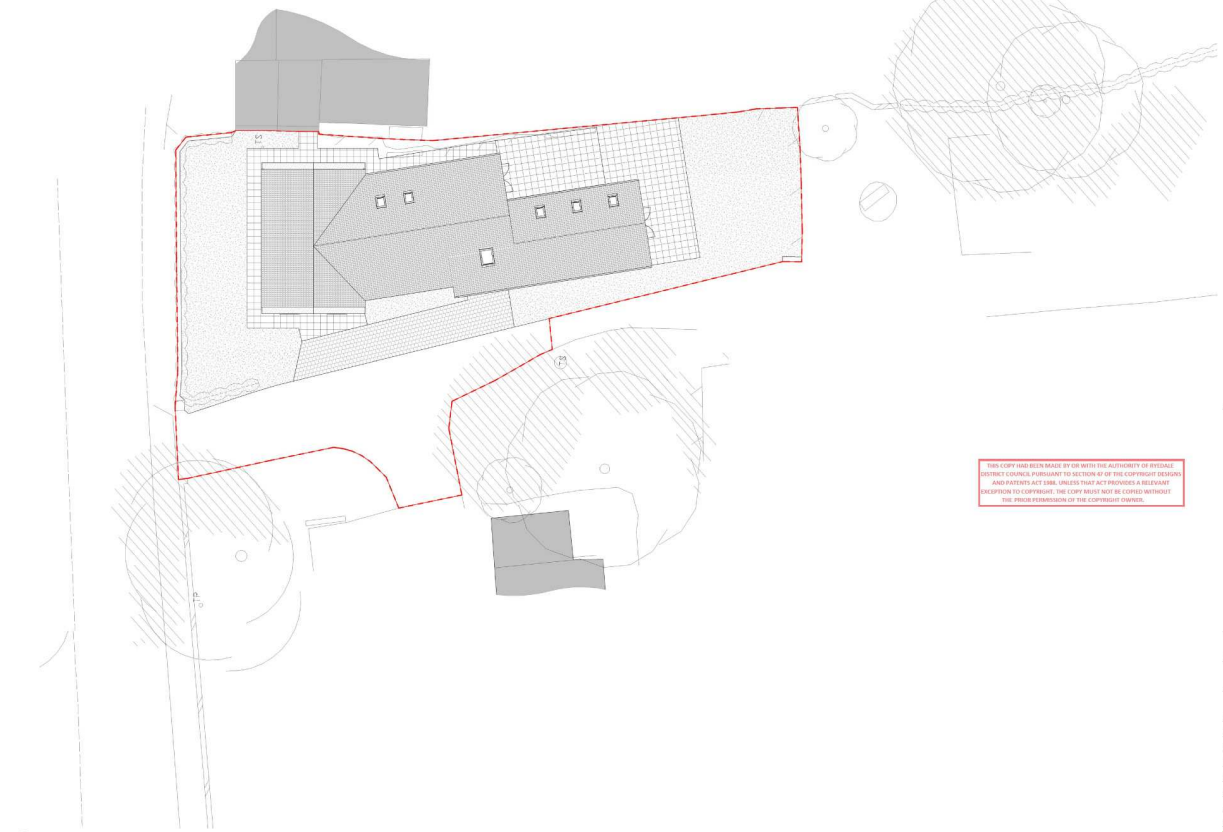 THIS COPY HAD BEEN MADE BY OR WITH THE AUTHORITY OF RYEDALE
DISTRICT COUNCIL PURSUANT TO SECTION 47 OF THE COPYRIGHT DESIGNS
AND PATENTS ACT 1988. UNLESS THAT ACT PROVIDES A RELEVANT
EXCEPTION TO COPYRIGHT, THE COPY MUST NOT BE COPIED WITHOUT
THE PRIOR PERMISSION OF THE COPYRIGHT OWNER.